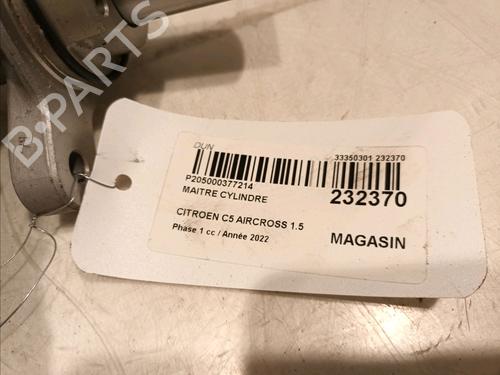 B-PARTS
DUN
33350301 232370
P205000377214
MAITRE CYLINDRE
232370
CITROEN C5 AIRCROSS 1.5
Phase 1 cc / Année 2022
MAGASIN